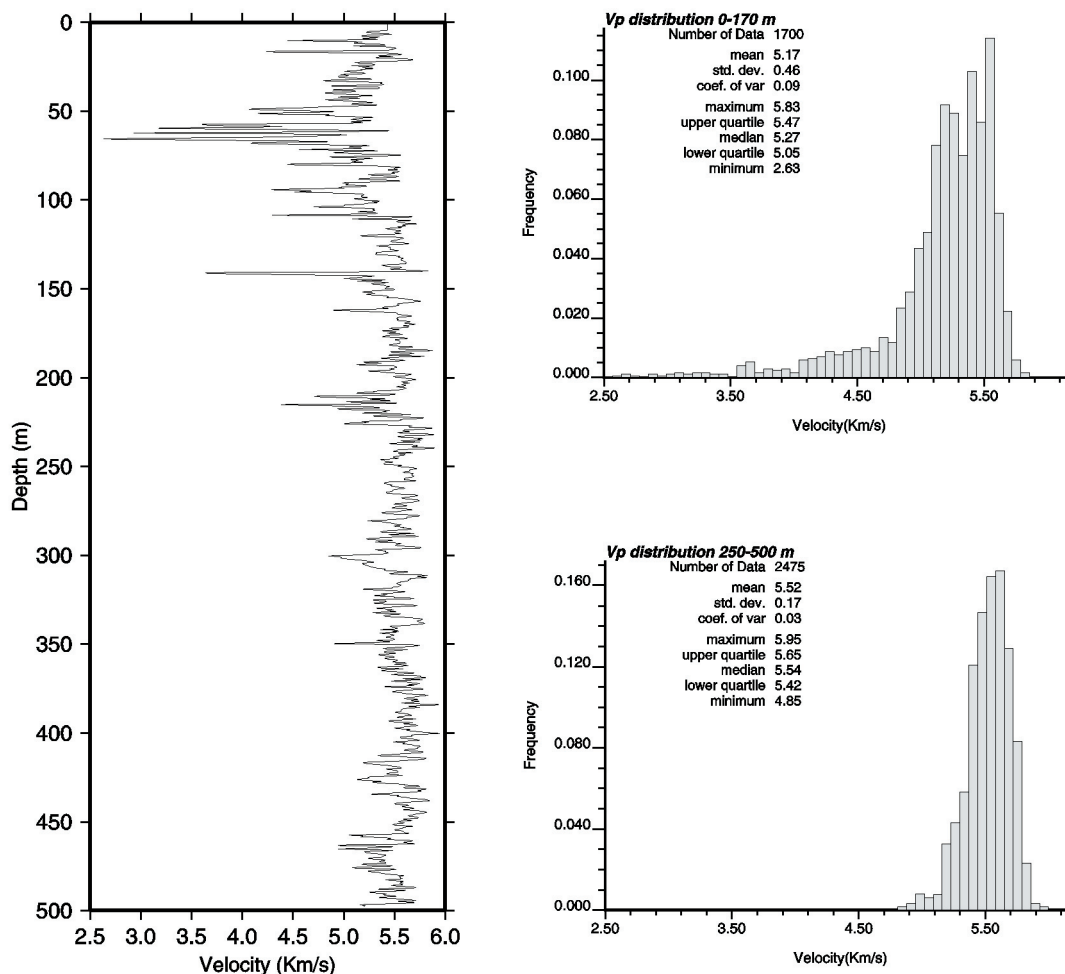 0
50
100
150
200
250
300
350
400
450
500
Depth (m)
2.5 3.0 3.5 4.0 4.5 5.0 5.5 6.0
Velocity (Km/s)
Vp distribution 0-170 m
Number of Data 1700
mean 5.17
std. dev. 0.46
coef. of var 0.09
maximum 5.83
upper quartile 5.47
median 5.27
lower quartile 5.05
minimum 2.63
Frequency
0.100
0.080
0.060
0.040
0.020
0.000
2.50 3.50 4.50 5.50
Velocity(Km/s)
Vp distribution 250-500 m
Number of Data 2475
mean 5.52
std. dev. 0.17
coef. of var 0.03
maximum 5.95
upper quartile 5.65
median 5.54
lower quartile 5.42
minimum 4.85
Frequency
0.160
0.120
0.080
0.040
0.000
2.50 3.50 4.50 5.50
Velocity(Km/s)